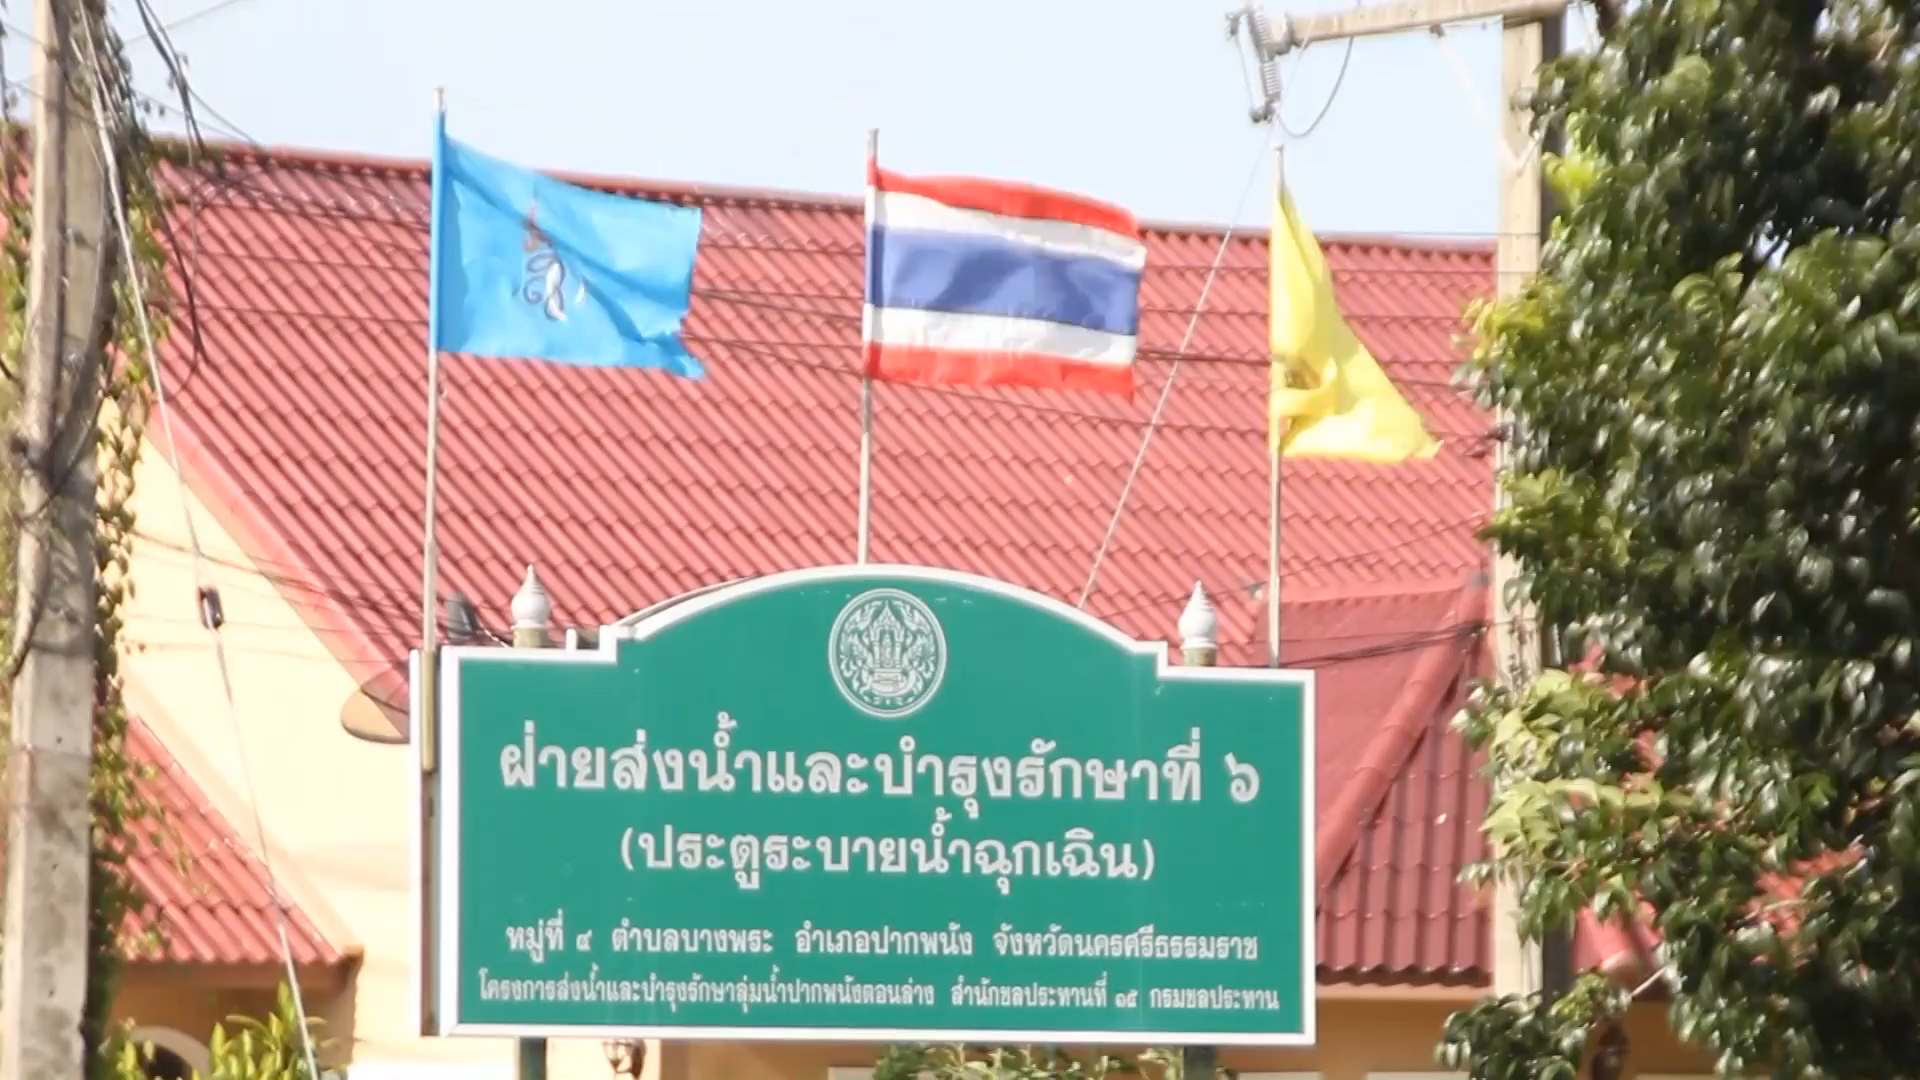 ฝ่ายส่งน้ำและบำรุงรักษาที่ ๖
(ประตูระบายน้ำฉุกเฉิน)
หมู่ที่ ๔ ตำบลบางพระ อำเภอปากพนัง จังหวัดนครศรีธรรมราช
โครงการส่งน้ำและบำรุงรักษาลุ่มน้ำปากพนังตอนล่าง สำนักชลประทานที่ ๑๕ กรมชลประทาน